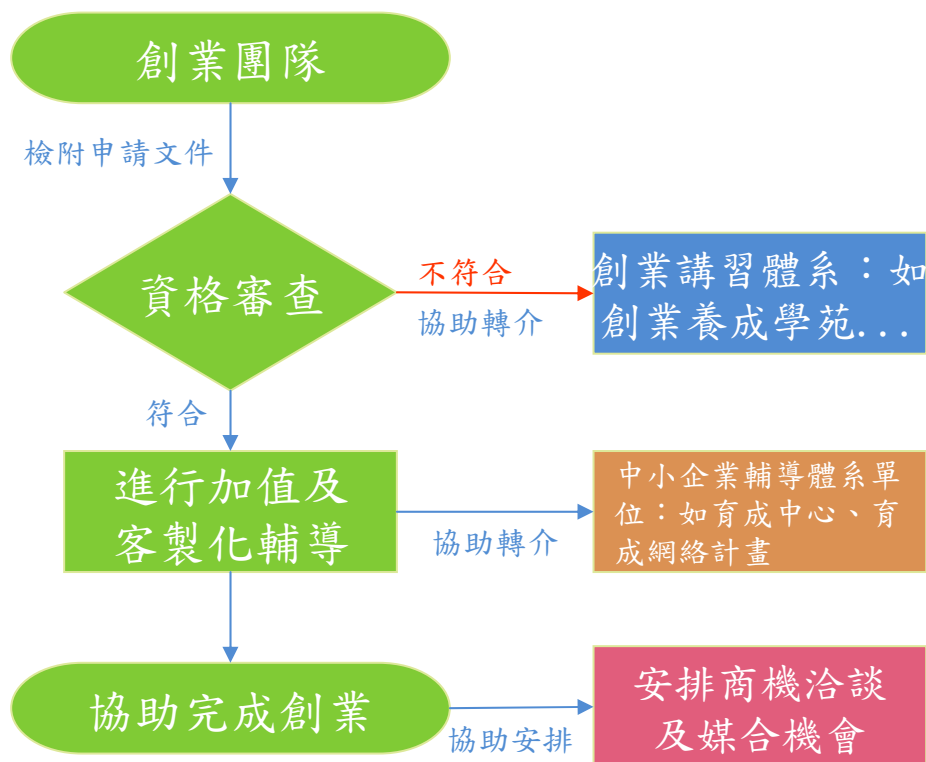 創業團隊
檢附申請文件
資格審查
不符合
協助轉介
創業講習體系：如
創業養成學苑...
符合
進行加值及
客製化輔導
協助轉介
中小企業輔導體系單
位：如育成中心、育
成網絡計畫
協助完成創業
協助安排
安排商機洽談
及媒合機會